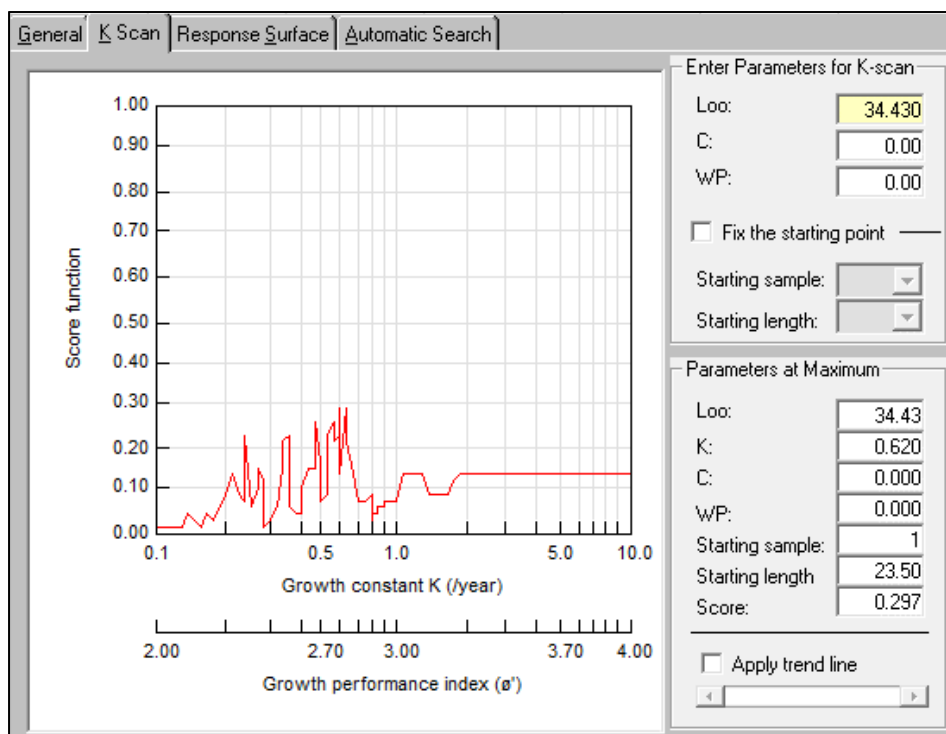 General K Scan Response Surface Automatic Search
1.00
0.90
0.80
0.70
0.60
0.50
0.40
0.30
0.20
0.10
0.00
Score function
0.1 0.5 1.0 5.0 10.0
Growth constant K (/year)
2.00 2.70 3.00 3.70 4.00
Growth performance index (ø')
Enter Parameters for K-scan
Loo: 34.430
C: 0.00
WP: 0.00
Fix the starting point
Starting sample:
Starting length:
Parameters at Maximum
Loo: 34.43
K: 0.620
C: 0.000
WP: 0.000
Starting sample: 1
Starting length 23.50
Score: 0.297
Apply trend line